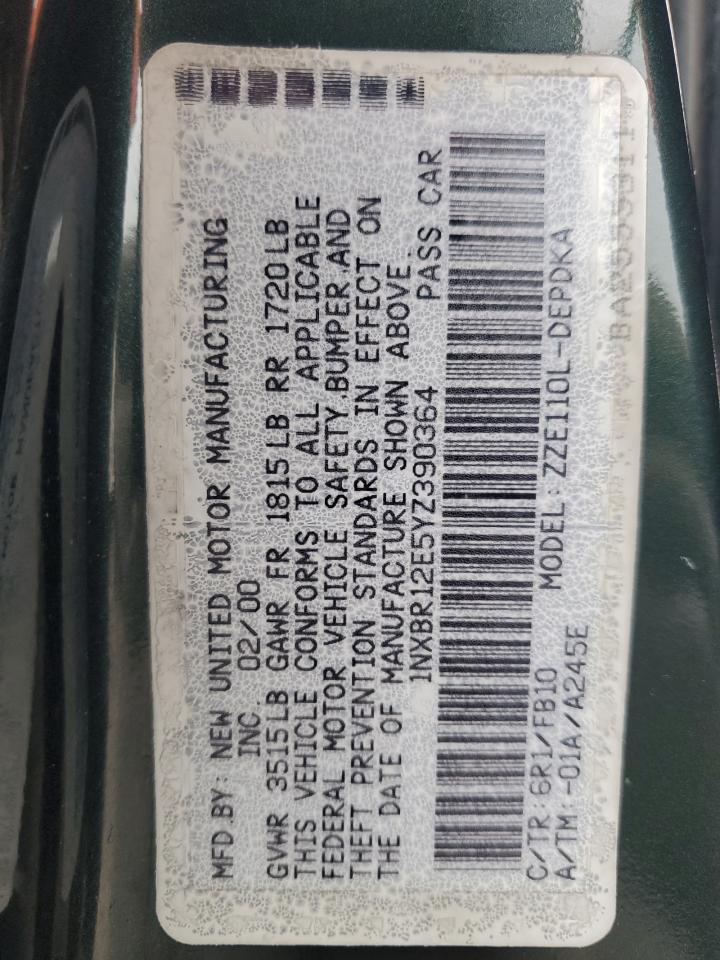 MFD.BY: NEW UNITED MOTOR MANUFACTURING
INC. 02/00
GVWR 3515LB GAWR FR 1815LB RR 1720LB
THIS VEHICLE CONFORMS TO ALL APPLICABLE
FEDERAL MOTOR VEHICLE SAFETY,BUMPER,AND
THEFT PREVENTION STANDARDS IN EFFECT ON
THE DATE OF MANUFACTURE SHOWN ABOVE.
1NXBR12E5YZ390364 PASS CAR
C/TR:6R1/FB10 MODEL:ZZE110L-DEPDKA
A/TM:-01A/A245E